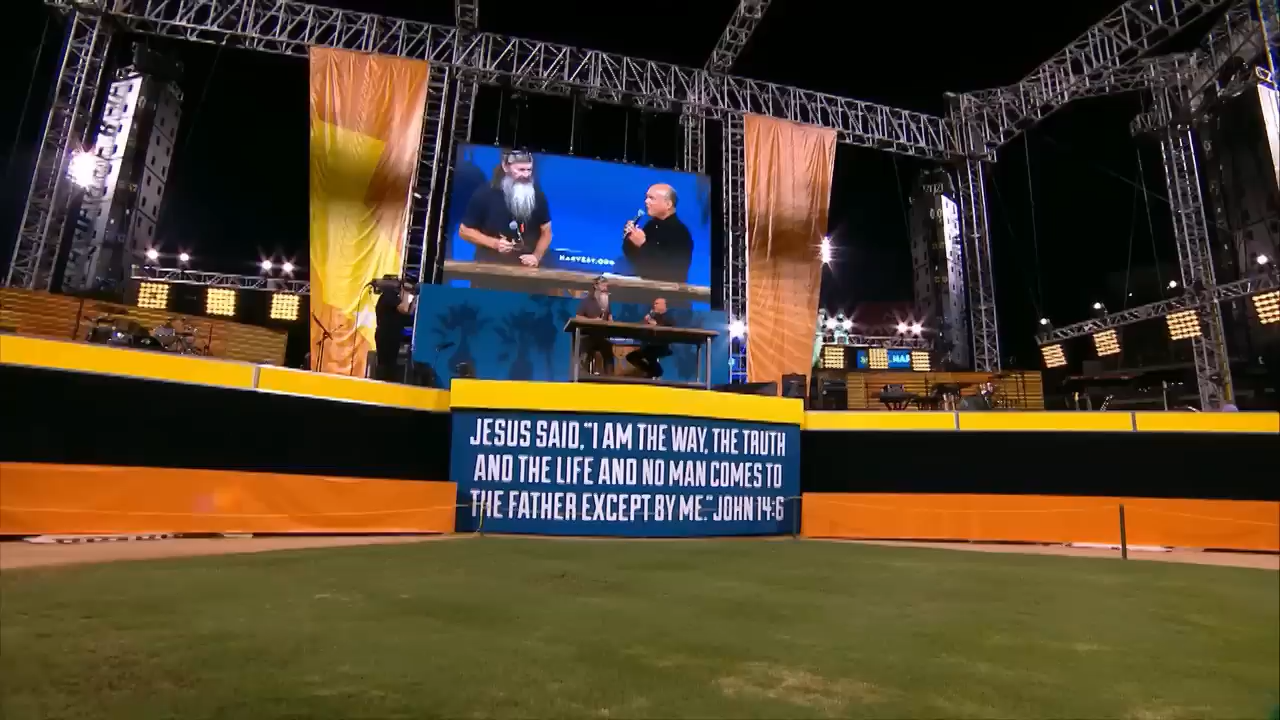 HARVEST.ORG
JESUS SAID,"I AM THE WAY, THE TRUTH
AND THE LIFE AND NO MAN COMES TO
THE FATHER EXCEPT BY ME." JOHN 14:6